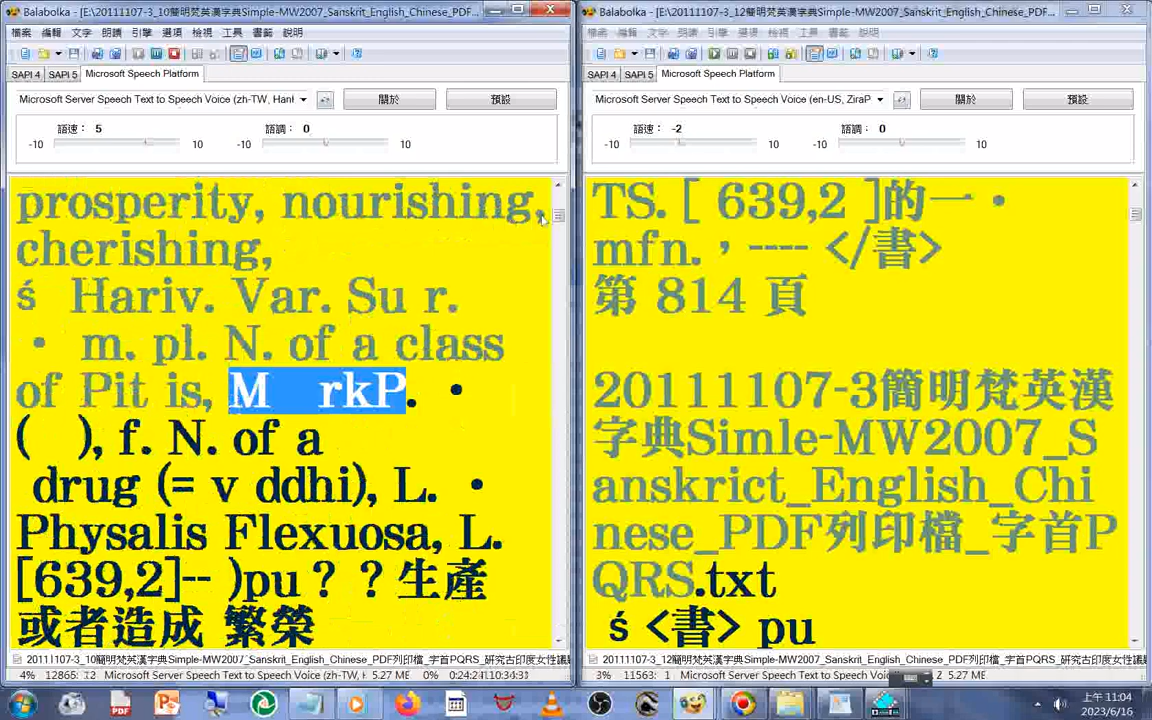 Balabolka - [E:\20111107-3_10簡明梵英漢字典Simple-MW2007_Sanskrit_English_Chinese_PDF...
檔案 編輯 文字 朗讀 引擎 選項 檢視 工具 書籤 說明
SAPI 4 SAPI 5 Microsoft Speech Platform
Microsoft Server Speech Text to Speech Voice (zh-TW, HanH
關於 預設
語速： 5 語調： 0
-10 10 -10 10
prosperity, nourishing,
cherishing,
ś Hariv. Var. Su r.
• m. pl. N. of a class
of Pit is, M rkP. •
( ), f. N. of a
drug (= v ddhi), L. •
Physalis Flexuosa, L.
[639,2]-- )pu？？生產
或者造成 繁榮
20111107-3_10簡明梵英漢字典Simple-MW2007_Sanskrit_English_Chinese_PDF列印檔_字首PQRS_研究古印度女性議
4% 12865: 12 Microsoft Server Speech Text to Speech Voice (zh-TW, 5.27 MB 0%
Balabolka - [E:\20111107-3_12簡明梵英漢字典Simple-MW2007_Sanskrit_English_Chinese_PDF...
檔案 編輯 文字 朗讀 引擎 選項 檢視 工具 書籤 說明
SAPI 4 SAPI 5 Microsoft Speech Platform
Microsoft Server Speech Text to Speech Voice (en-US, ZiraP
關於 預設
語速： -2 語調： 0
-10 10 -10 10
TS. [ 639,2 ]的一•
mfn.，---- </書>
第 814 頁
20111107-3簡明梵英漢
字典Simle-MW2007_S
anskrict_English_Chi
nese_PDF列印檔_字首P
QRS.txt
ś <書> pu
20111107-3_12簡明梵英漢字典Simple-MW2007_Sanskrit_English_Chinese_PDF列印檔_字首PQRS_研究古印度女性議
3% 11563: 1 Microsoft Server Speech Text to Speech Voice 5.27 MB
上午 11:04
2023/6/16